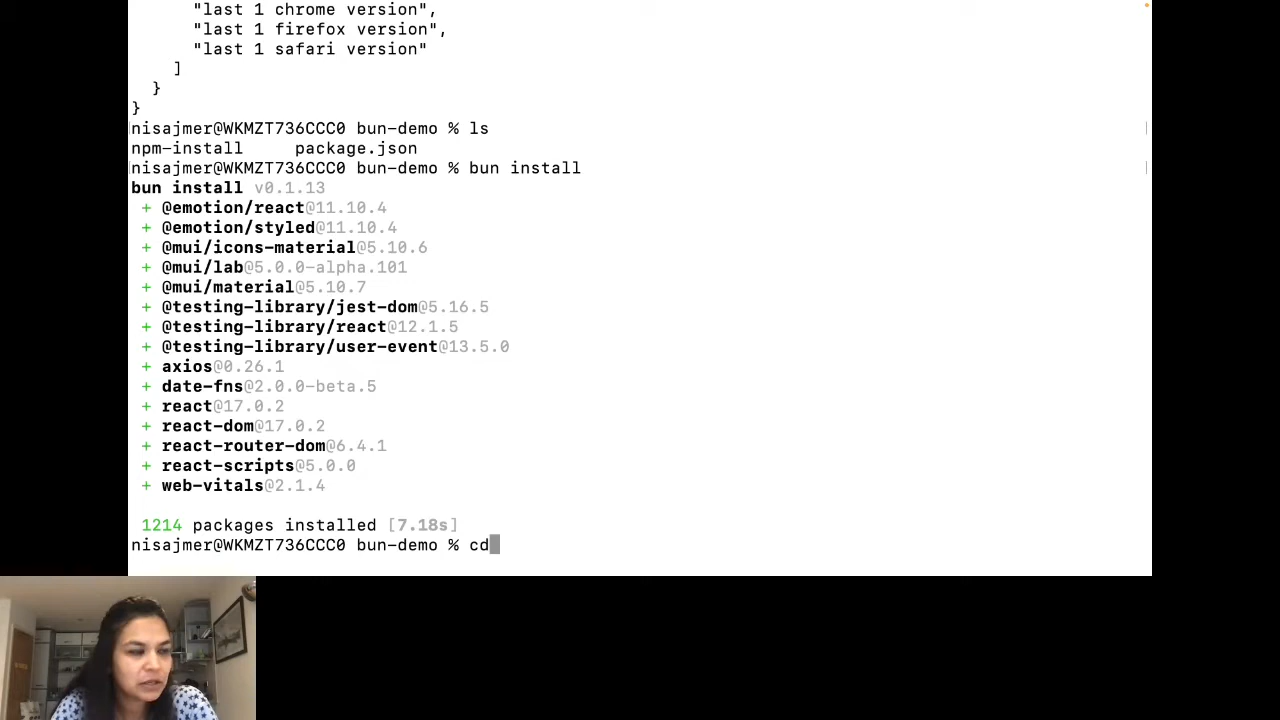 "last 1 chrome version",
"last 1 firefox version",
"last 1 safari version"
]
}
}
nisajmer@WKMZT736CCC0 bun-demo % ls
npm-install     package.json
nisajmer@WKMZT736CCC0 bun-demo % bun install
bun install v0.1.13
+ @emotion/react@11.10.4
+ @emotion/styled@11.10.4
+ @mui/icons-material@5.10.6
+ @mui/lab@5.0.0-alpha.101
+ @mui/material@5.10.7
+ @testing-library/jest-dom@5.16.5
+ @testing-library/react@12.1.5
+ @testing-library/user-event@13.5.0
+ axios@0.26.1
+ date-fns@2.0.0-beta.5
+ react@17.0.2
+ react-dom@17.0.2
+ react-router-dom@6.4.1
+ react-scripts@5.0.0
+ web-vitals@2.1.4
1214 packages installed [7.18s]
nisajmer@WKMZT736CCC0 bun-demo % cd